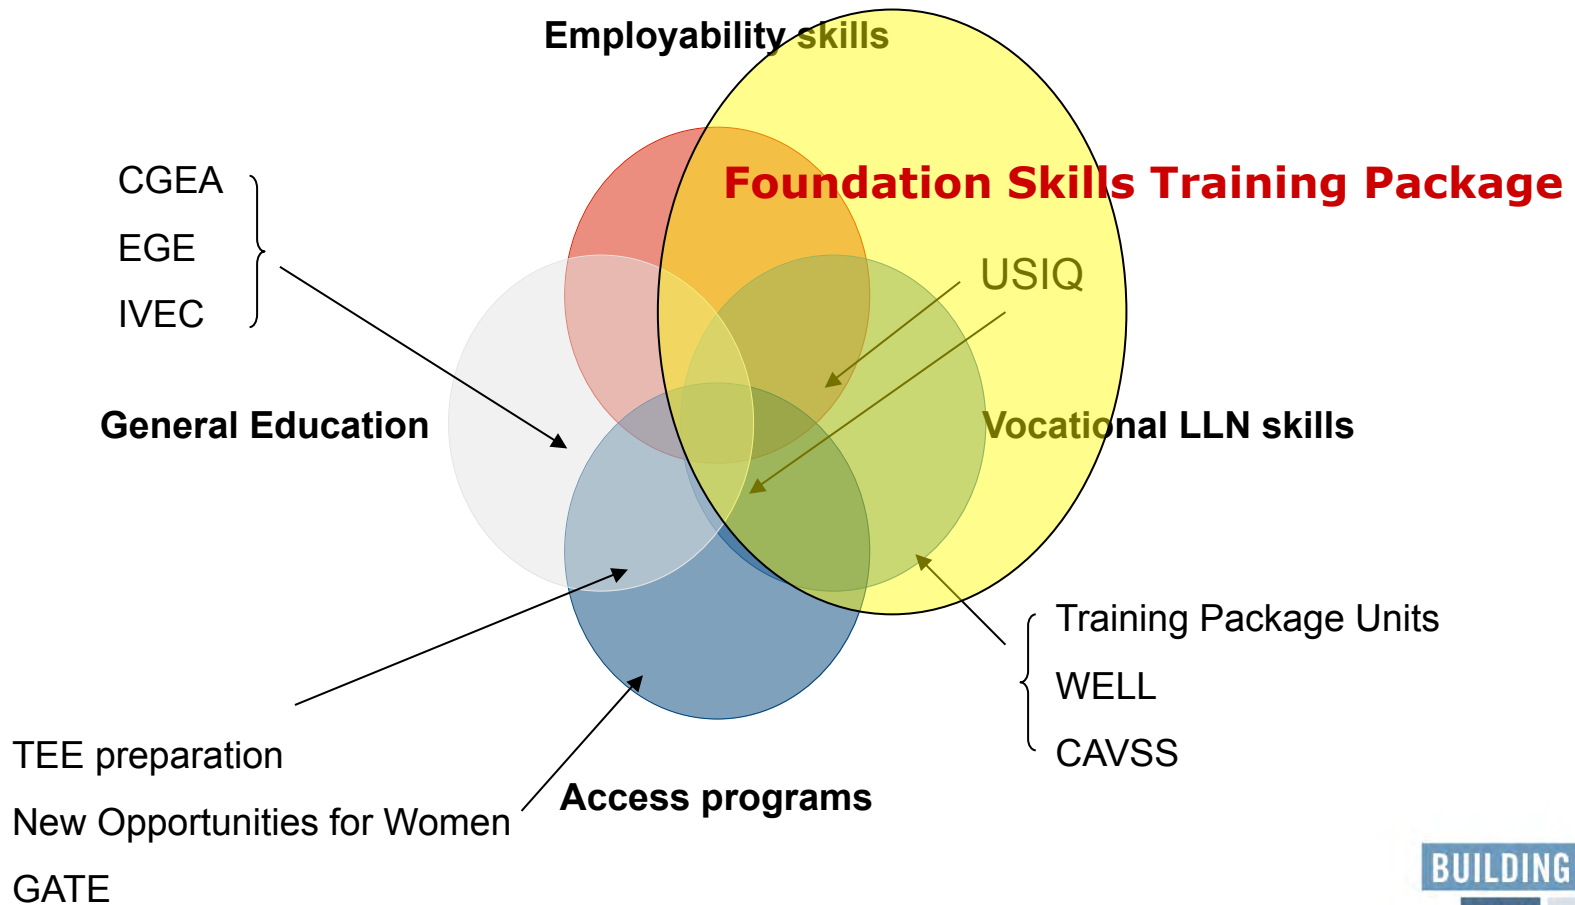 Employability skills
CGEA
EGE
IVEC
Foundation Skills Training Package
USIQ
General Education
Vocational LLN skills
Training Package Units
WELL
CAVSS
TEE preparation
New Opportunities for Women
GATE
Access programs
BUILDING